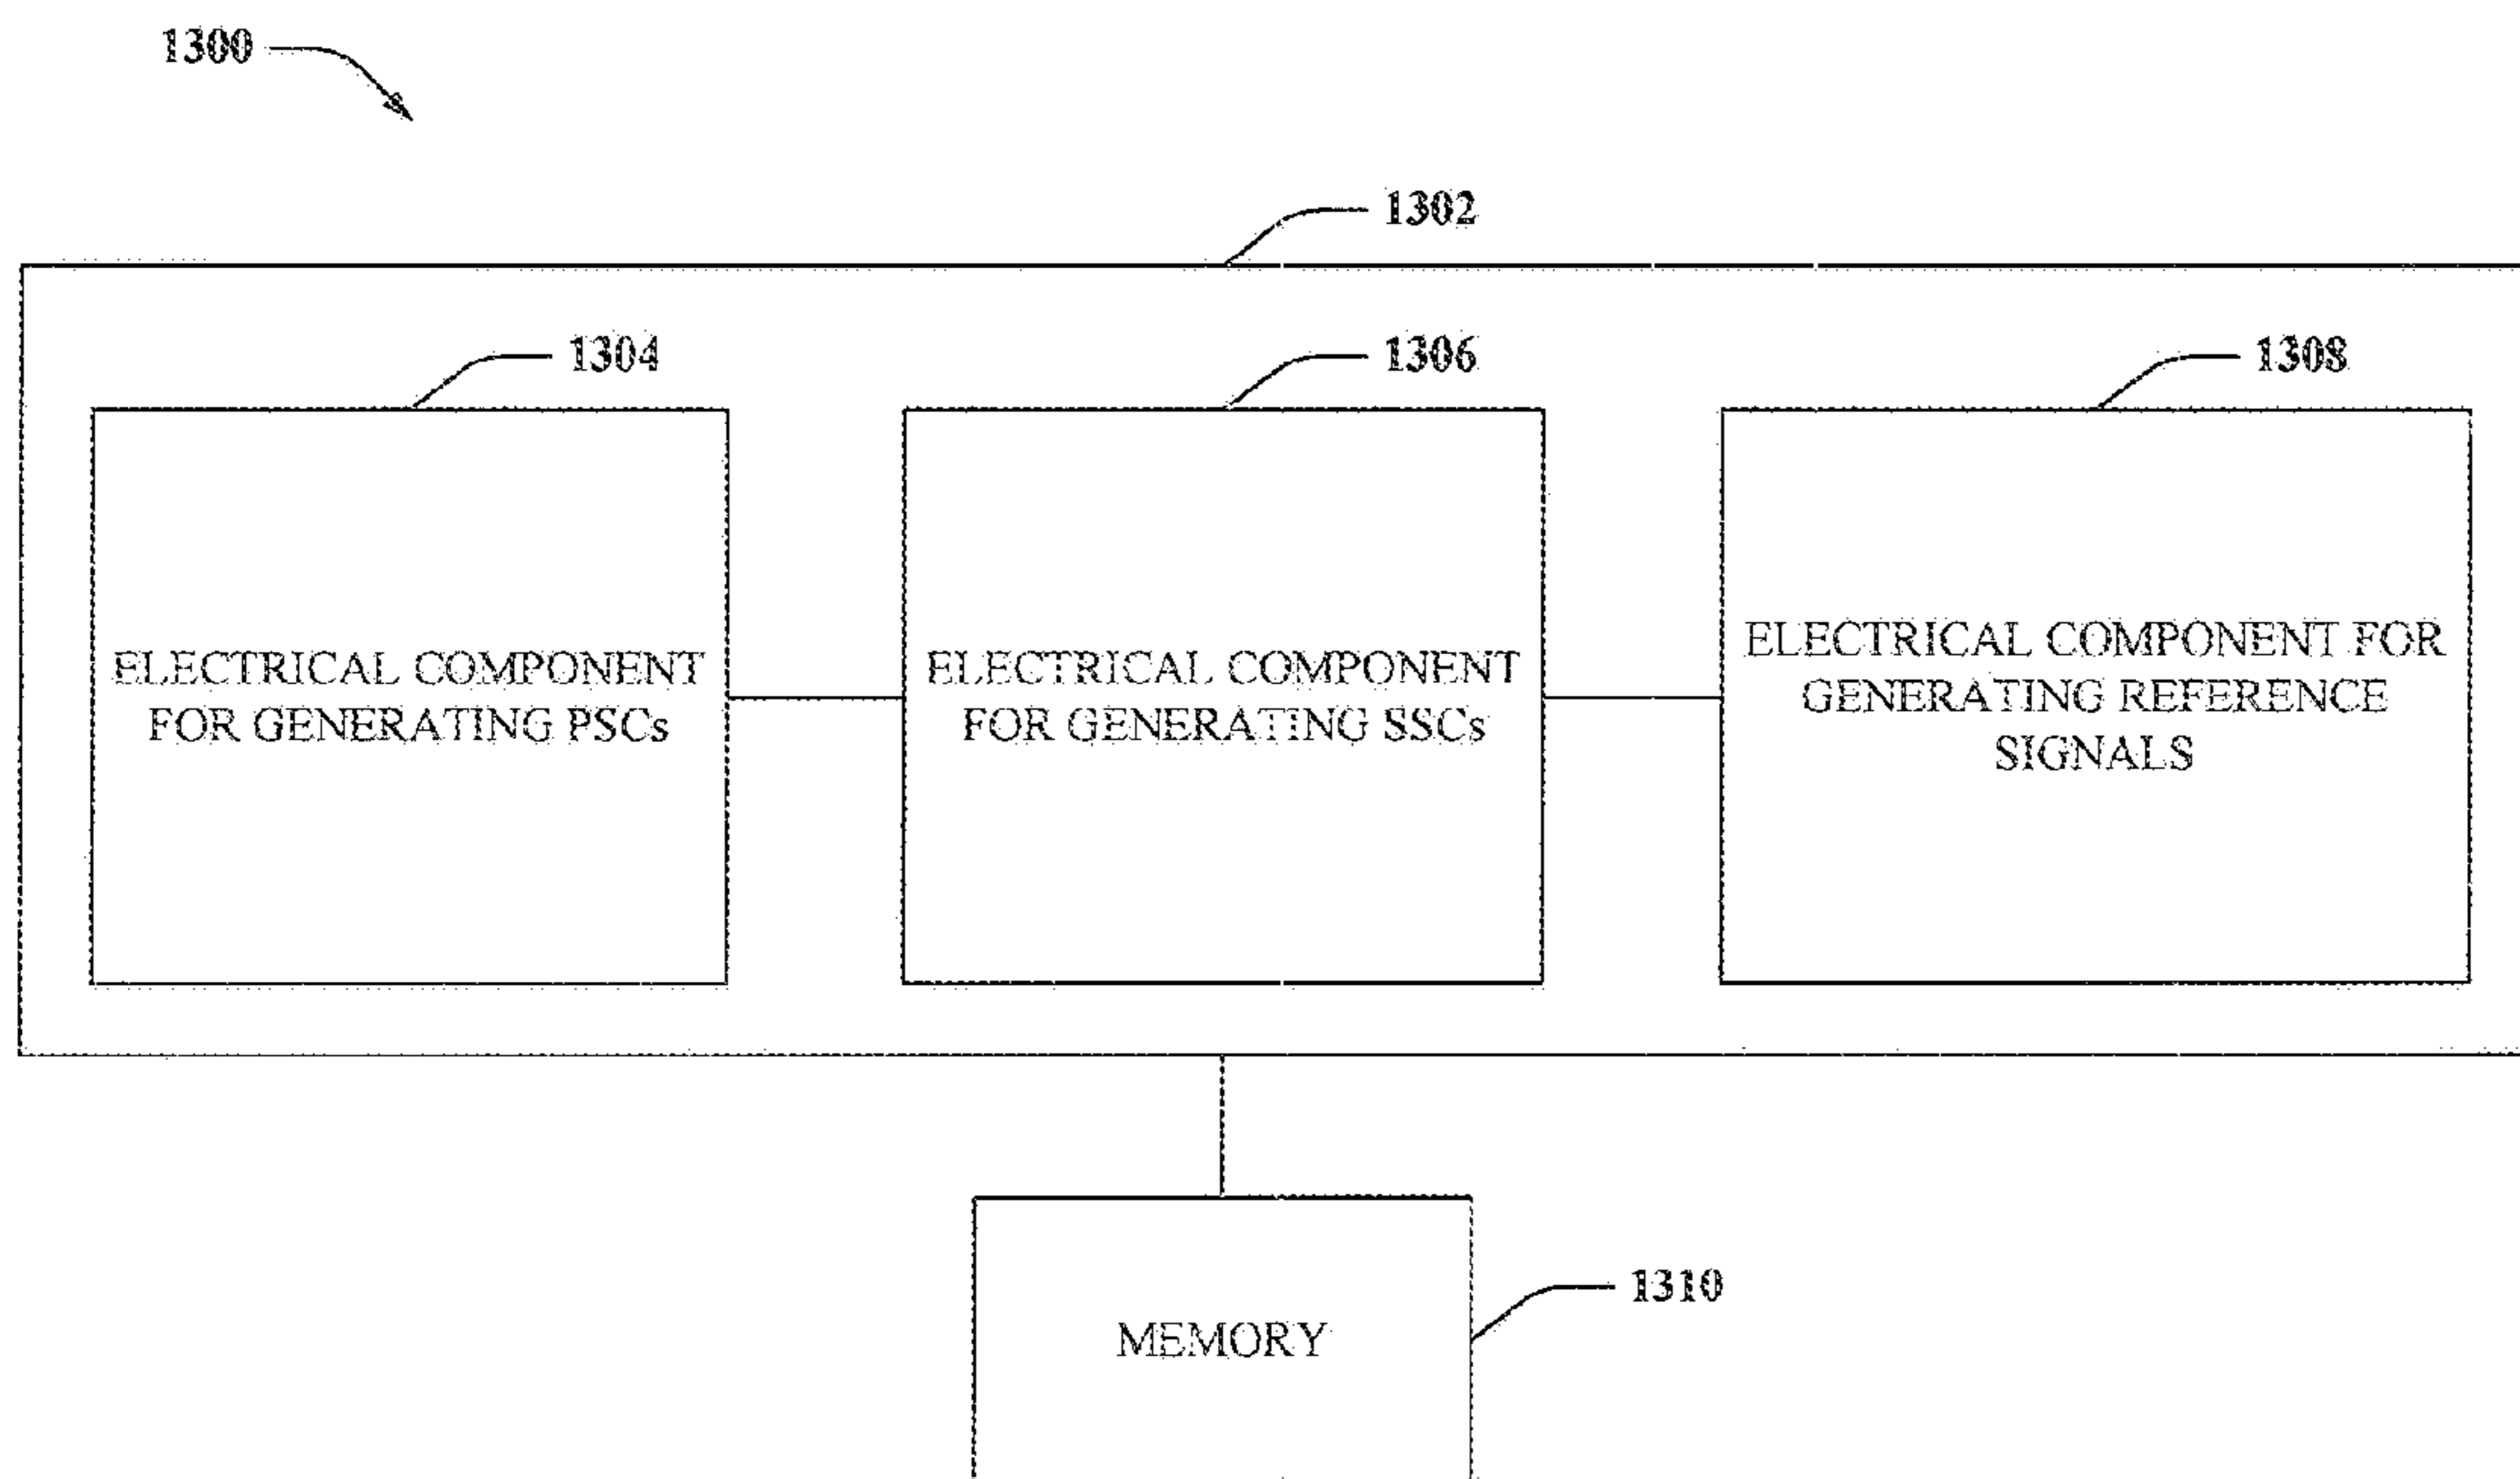 1300
1302
1304
1306
1308
ELECTRICAL COMPONENT
FOR GENERATING PSCs
ELECTRICAL COMPONENT
FOR GENERATING SSCs
ELECTRICAL COMPONENT FOR
GENERATING REFERENCE
SIGNALS
1310
MEMORY